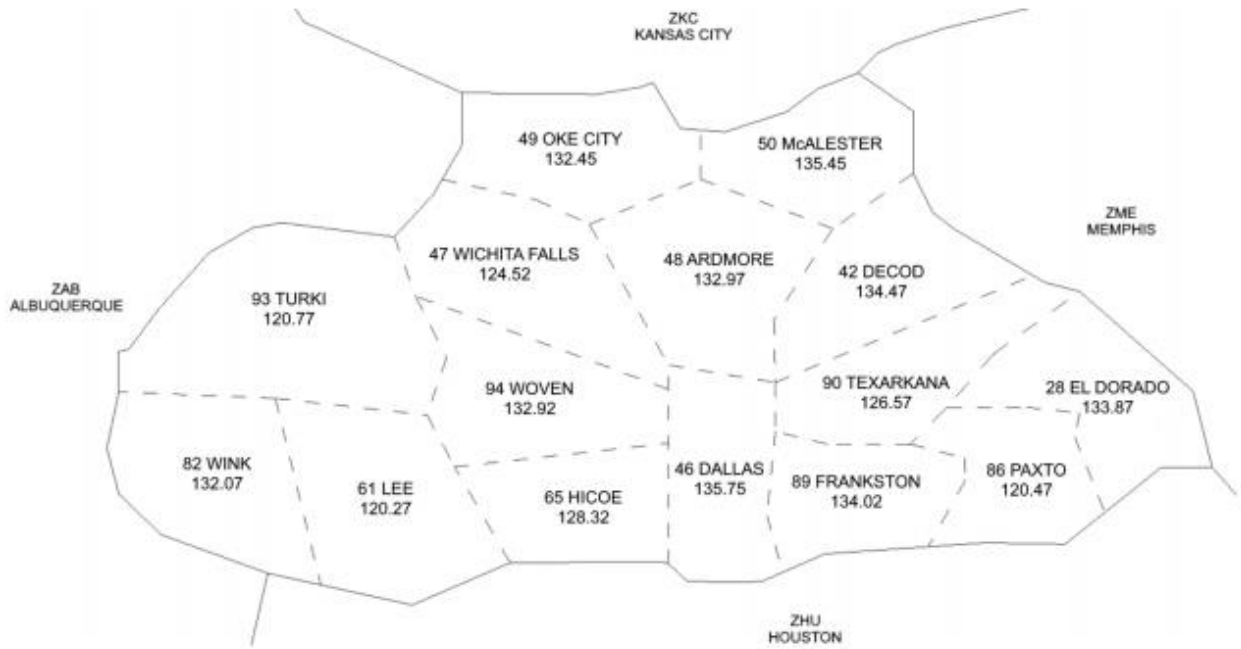 ZKC
KANSAS CITY
49 OKE CITY
132.45
50 McALESTER
135.45
ZME
MEMPHIS
47 WICHITA FALLS
124.52
48 ARDMORE
132.97
42 DECOD
134.47
ZAB
ALBUQUERQUE
93 TURKI
120.77
94 WOVEN
132.92
90 TEXARKANA
126.57
28 EL DORADO
133.87
82 WINK
132.07
61 LEE
120.27
65 HICOE
128.32
46 DALLAS
135.75
89 FRANKSTON
134.02
86 PAXTO
120.47
ZHU
HOUSTON